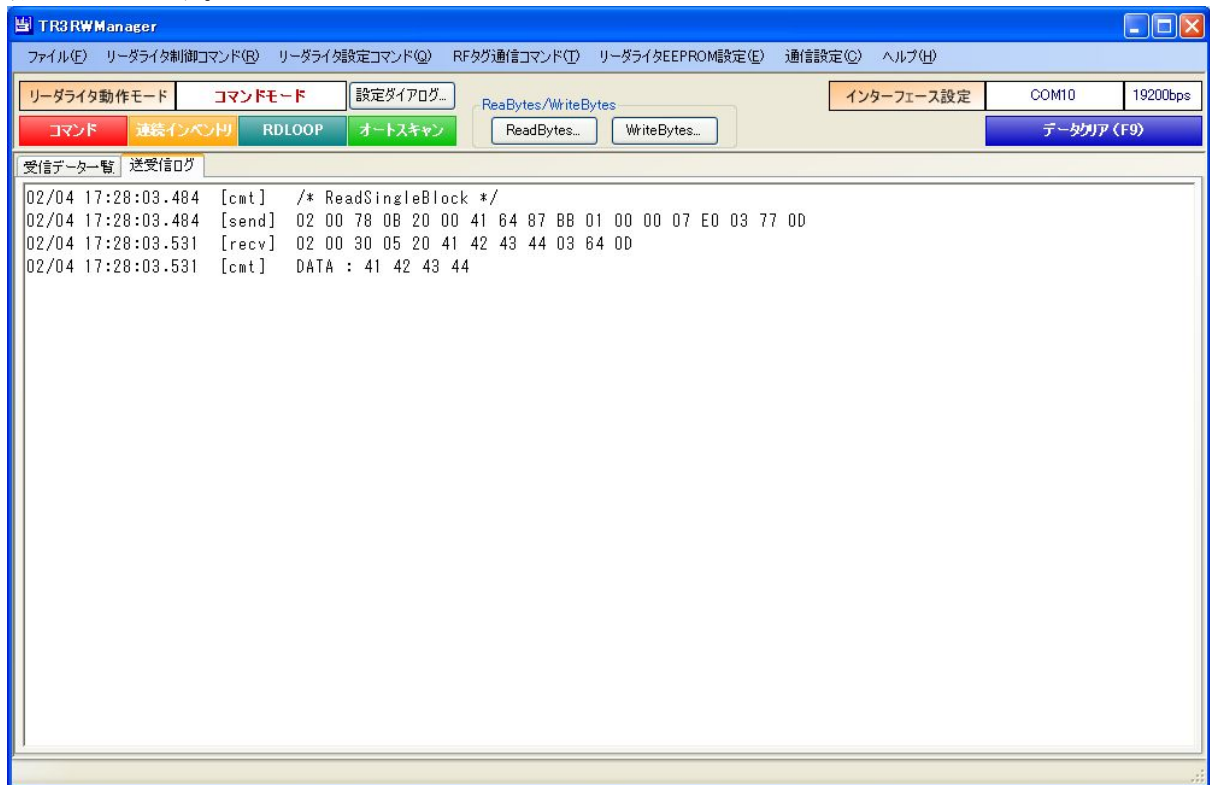 TR3RWManager
ファイル(F) リーダライタ制御コマンド(R) リーダライタ設定コマンド(Q) RFタグ通信コマンド(T) リーダライタEEPROM設定(E) 通信設定(C) ヘルプ(H)
リーダライタ動作モード コマンドモード 設定ダイアログ... ReaBytes/WriteBytes インターフェース設定 COM10 19200bps
コマンド 連続インベントリ RDLOOP オートスキャン ReadBytes... WriteBytes... データクリア(F9)
受信データ一覧 送受信ログ
02/04 17:28:03.484 [cmt] /* ReadSingleBlock */
02/04 17:28:03.484 [send] 02 00 78 0B 20 00 41 64 87 BB 01 00 00 07 E0 03 77 0D
02/04 17:28:03.531 [recv] 02 00 30 05 20 41 42 43 44 03 64 0D
02/04 17:28:03.531 [cmt] DATA : 41 42 43 44